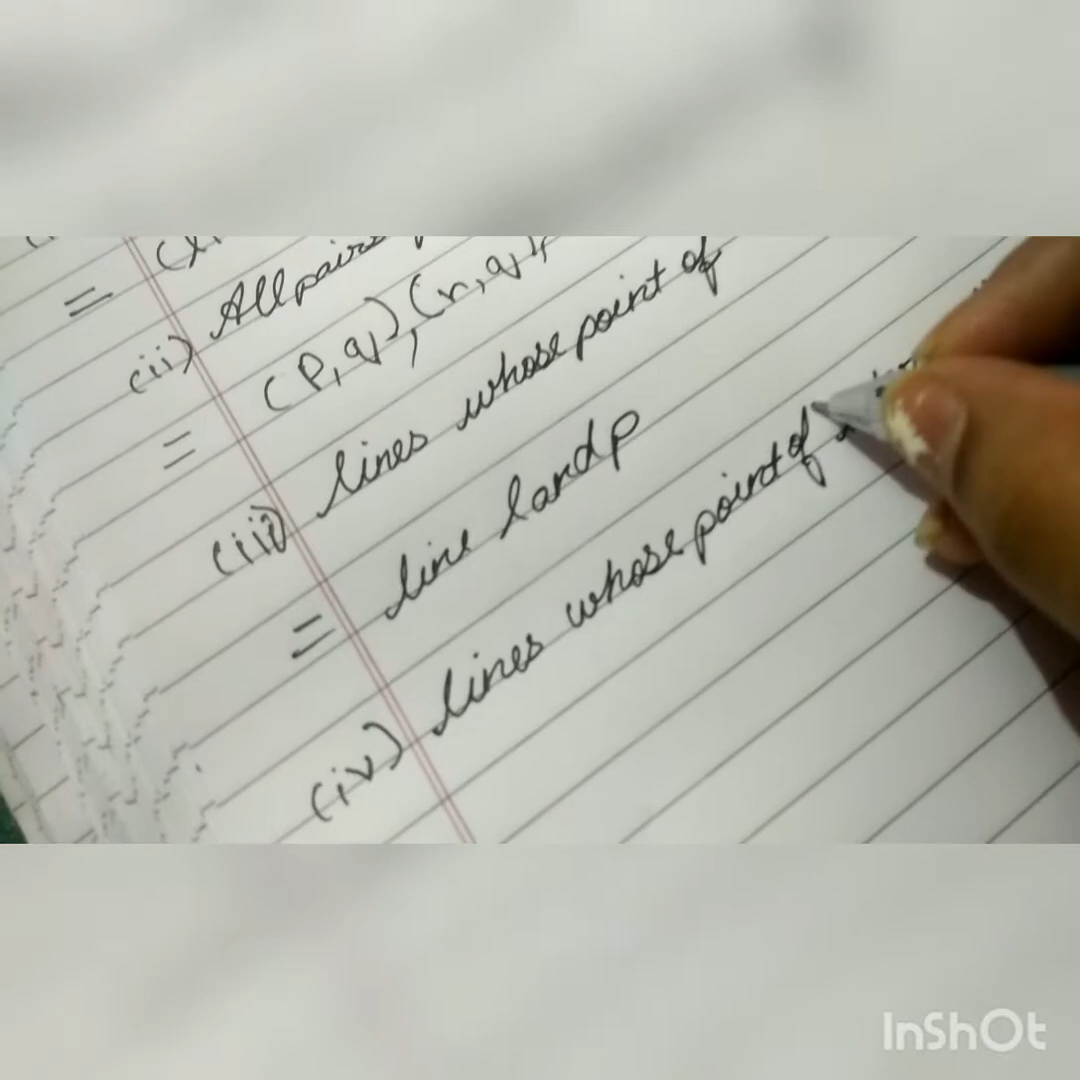 =
(ii) All pairs
= (P, q), (r, q),
(iii) lines whose point of
= line l and p
(iv) lines whose point of
InShOt